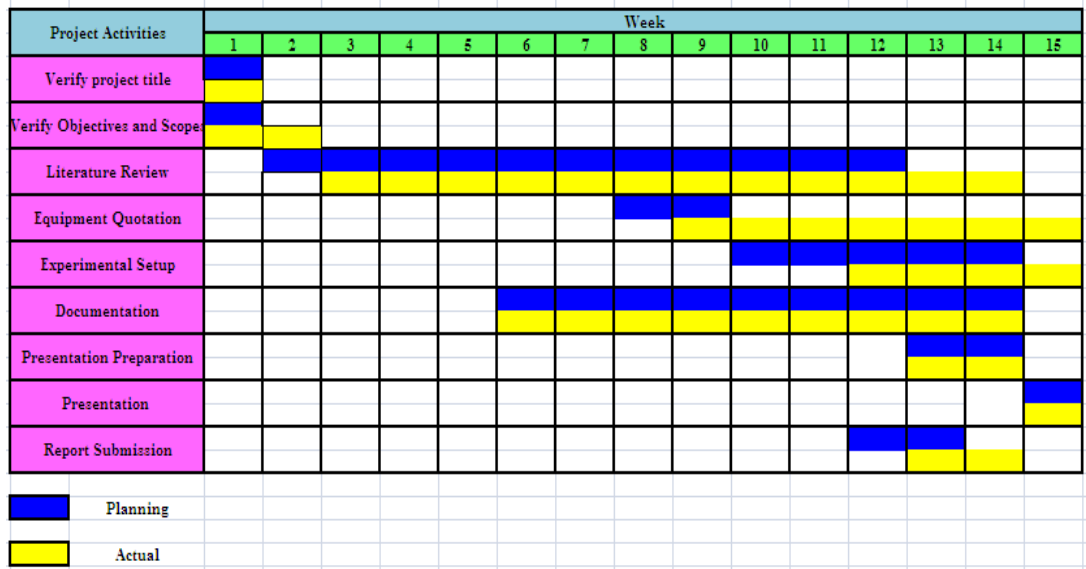 Project Activities
Week
1 2 3 4 5 6 7 8 9 10 11 12 13 14 15
Verify project title
Verify Objectives and Scopes
Literature Review
Equipment Quotation
Experimental Setup
Documentation
Presentation Preparation
Presentation
Report Submission
Planning
Actual